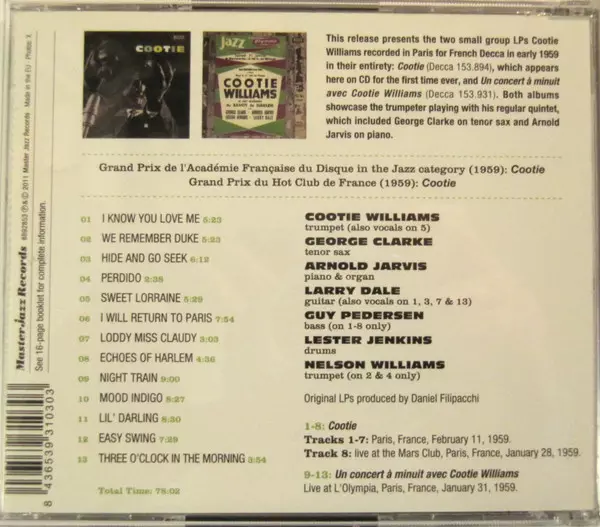 COOTIE
Jazz
COOTIE
WILLIAMS
This release presents the two small group LPs Cootie
Williams recorded in Paris for French Decca in early 1959
in their entirety: Cootie (Decca 153.894), which appears
here on CD for the first time ever, and Un concert à minuit
avec Cootie Williams (Decca 153.931). Both albums
showcase the trumpeter playing with his regular quintet,
which included George Clarke on tenor sax and Arnold
Jarvis on piano.
Grand Prix de l'Académie Française du Disque in the Jazz category (1959): Cootie
Grand Prix du Hot Club de France (1959): Cootie
01 I KNOW YOU LOVE ME 5:23
02 WE REMEMBER DUKE 5:23
03 HIDE AND GO SEEK 6:12
04 PERDIDO 2:38
05 SWEET LORRAINE 5:29
06 I WILL RETURN TO PARIS 7:54
07 LODDY MISS CLAUDY 3:03
08 ECHOES OF HARLEM 4:36
09 NIGHT TRAIN 9:00
10 MOOD INDIGO 8:27
11 LIL' DARLING 8:30
12 EASY SWING 7:29
13 THREE O'CLOCK IN THE MORNING 3:54
Total Time: 78:02
COOTIE WILLIAMS
trumpet (also vocals on 5)
GEORGE CLARKE
tenor sax
ARNOLD JARVIS
piano & organ
LARRY DALE
guitar (also vocals on 1, 3, 7 & 13)
GUY PEDERSEN
bass (on 1-8 only)
LESTER JENKINS
drums
NELSON WILLIAMS
trumpet (on 2 & 4 only)
Original LPs produced by Daniel Filipacchi
1-8: Cootie
Tracks 1-7: Paris, France, February 11, 1959.
Track 8: live at the Mars Club, Paris, France, January 28, 1959.
9-13: Un concert à minuit avec Cootie Williams
Live at L'Olympia, Paris, France, January 31, 1959.
Master Jazz Records 8892833 ℗&© 2011 Master Jazz Records · Made in the EU · Photos: X.
See 16-page booklet for complete information.
8 436539 310303